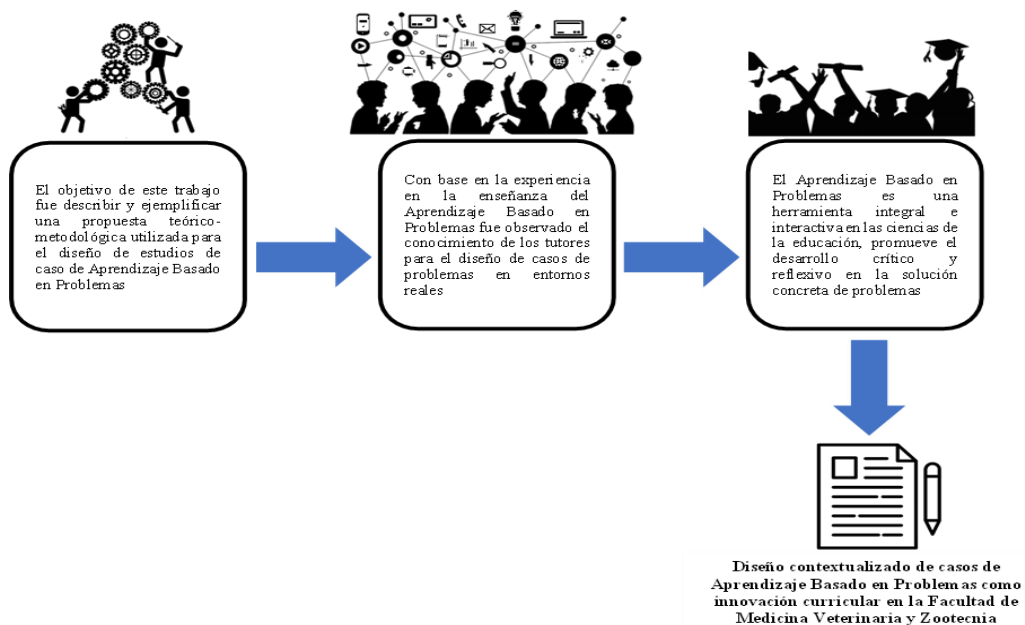 El objetivo de este trabajo
fue describir y ejemplificar
una propuesta teórico-
metodológica utilizada para
el diseño de estudios de
caso de Aprendizaje Basado
en Problemas
Con base en la experiencia
en la enseñanza del
Aprendizaje Basado en
Problemas fue observado el
conocimiento de los tutores
para el diseño de casos de
problemas en entornos
reales
El Aprendizaje Basado en
Problemas es una
herramienta integral e
interactiva en las ciencias de
la educación, promueve el
desarrollo crítico y
reflexivo en la solución
concreta de problemas
Diseño contextualizado de casos de
Aprendizaje Basado en Problemas como
innovación curricular en la Facultad de
Medicina Veterinaria y Zootecnia